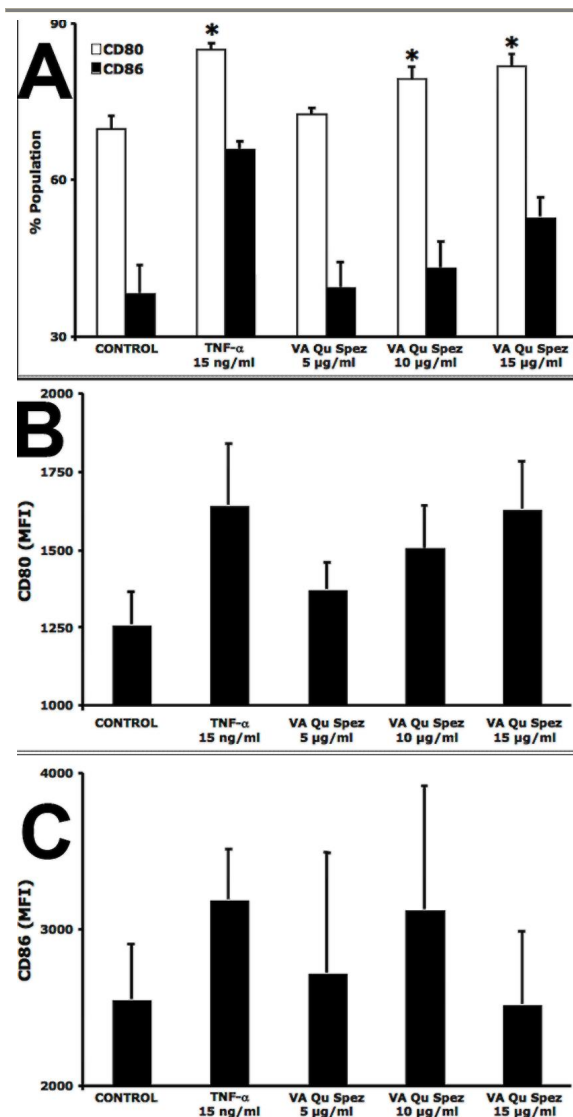 A
90
CD80
CD86
*
*
*
% Population
60
30
CONTROL
TNF-α
15 ng/ml
VA Qu Spez
5 µg/ml
VA Qu Spez
10 µg/ml
VA Qu Spez
15 µg/ml
B
2000
1750
CD80 (MFI)
1500
1250
1000
CONTROL
TNF-α
15 ng/ml
VA Qu Spez
5 µg/ml
VA Qu Spez
10 µg/ml
VA Qu Spez
15 µg/ml
C
4000
CD86 (MFI)
3000
2000
CONTROL
TNF-α
15 ng/ml
VA Qu Spez
5 µg/ml
VA Qu Spez
10 µg/ml
VA Qu Spez
15 µg/ml